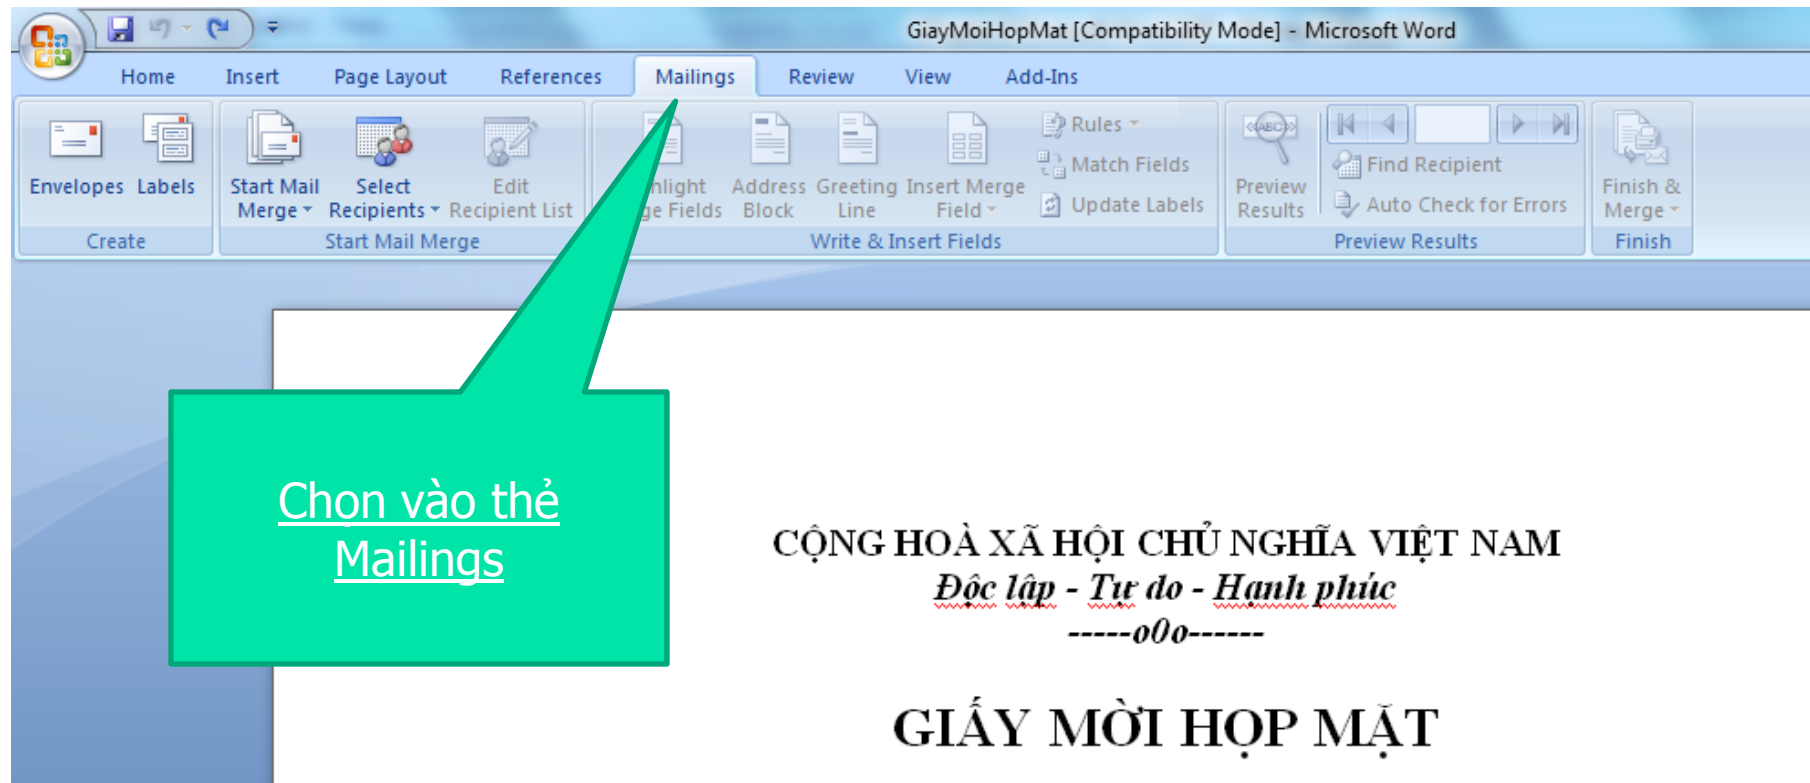 GiayMoiHopMat [Compatibility Mode] - Microsoft Word
Home Insert Page Layout References Mailings Review View Add-Ins
Envelopes Labels
Create
Start Mail
Merge
Select
Recipients
Edit
Recipient List
Start Mail Merge
nlight
ge Fields
Address
Block
Greeting
Line
Insert Merge
Field
Rules
Match Fields
Update Labels
Write & Insert Fields
«ABC»
Preview
Results
Find Recipient
Auto Check for Errors
Preview Results
Finish &
Merge
Finish
Chọn vào thẻ
Mailings
CỘNG HOÀ XÃ HỘI CHỦ NGHĨA VIỆT NAM
Độc lập - Tự do - Hạnh phúc
-----o0o------
GIẤY MỜI HỌP MẶT